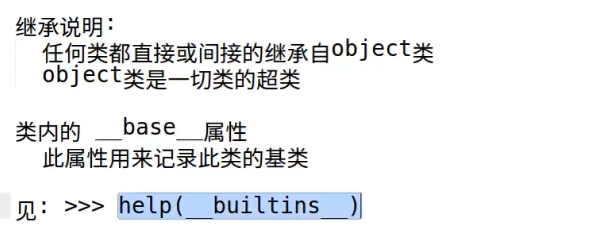 继承说明:
任何类都直接或间接的继承自object类
object类是一切类的超类
类内的 __base__属性
此属性用来记录此类的基类
见: >>> help(__builtins__)